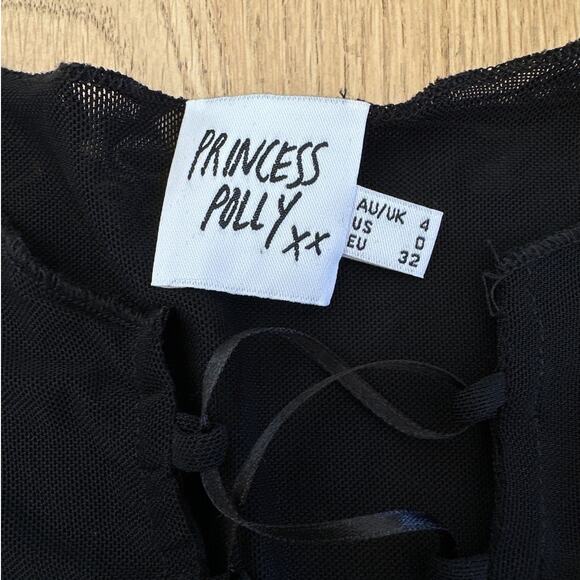 PRINCESS
POLLY xx
AU/UK 4
US 0
EU 32